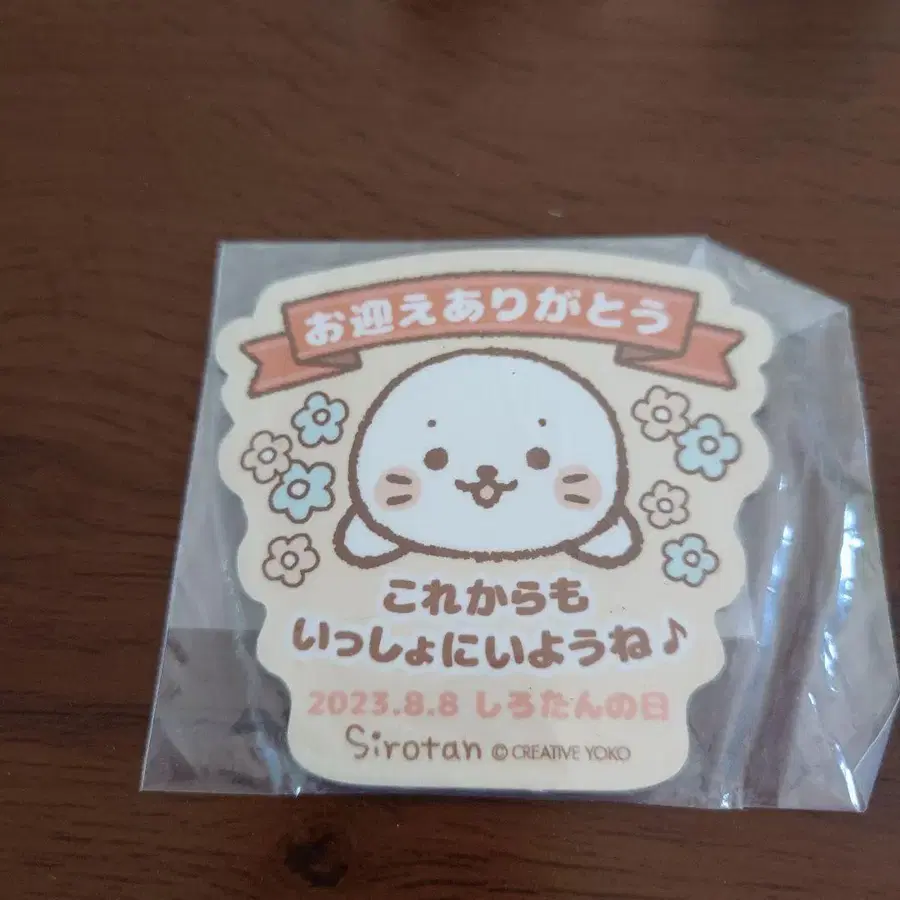 お迎えありがとう
これからも
いっしょにいようね♪
2023.8.8 しろたんの日
Sirotan © CREATIVE YOKO